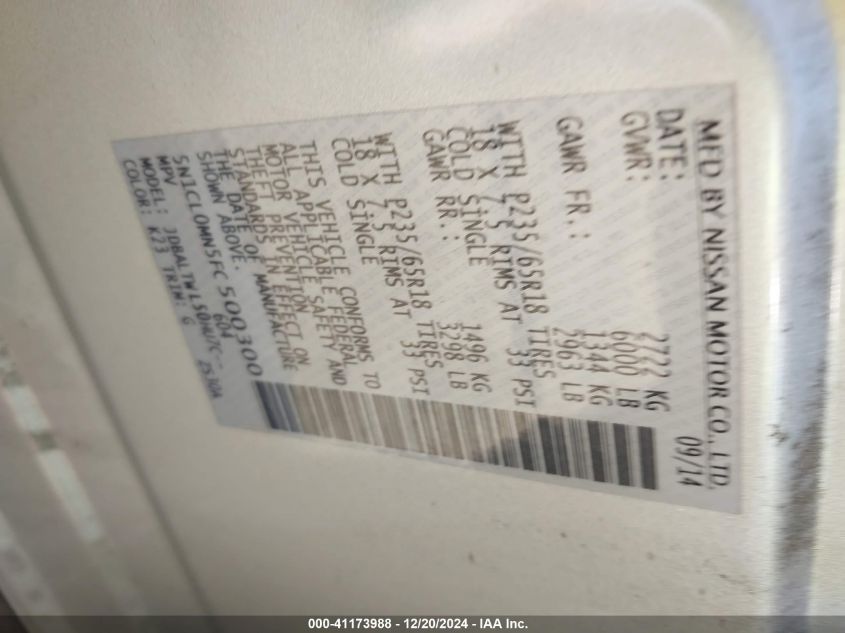 MFD BY NISSAN MOTOR CO., LTD.
DATE: 09/14
GVWR: 2722 KG
6000 LB
GAWR FR.: 1344 KG
2963 LB
WITH P235/65R18 TIRES
18 X 7.5 RIMS AT 33 PSI
COLD SINGLE
GAWR RR.: 1496 KG
3298 LB
WITH P235/65R18 TIRES
18 X 7.5 RIMS AT 33 PSI
COLD SINGLE
THIS VEHICLE CONFORMS TO
ALL APPLICABLE FEDERAL
MOTOR VEHICLE SAFETY AND
THEFT PREVENTION
STANDARDS IN EFFECT ON
THE DATE OF MANUFACTURE
SHOWN ABOVE.
5N1CL0MN5FC500300
MPV 604
MODEL:
COLOR: K23 TRIM: G
000-41173988 - 12/20/2024 - IAA Inc.